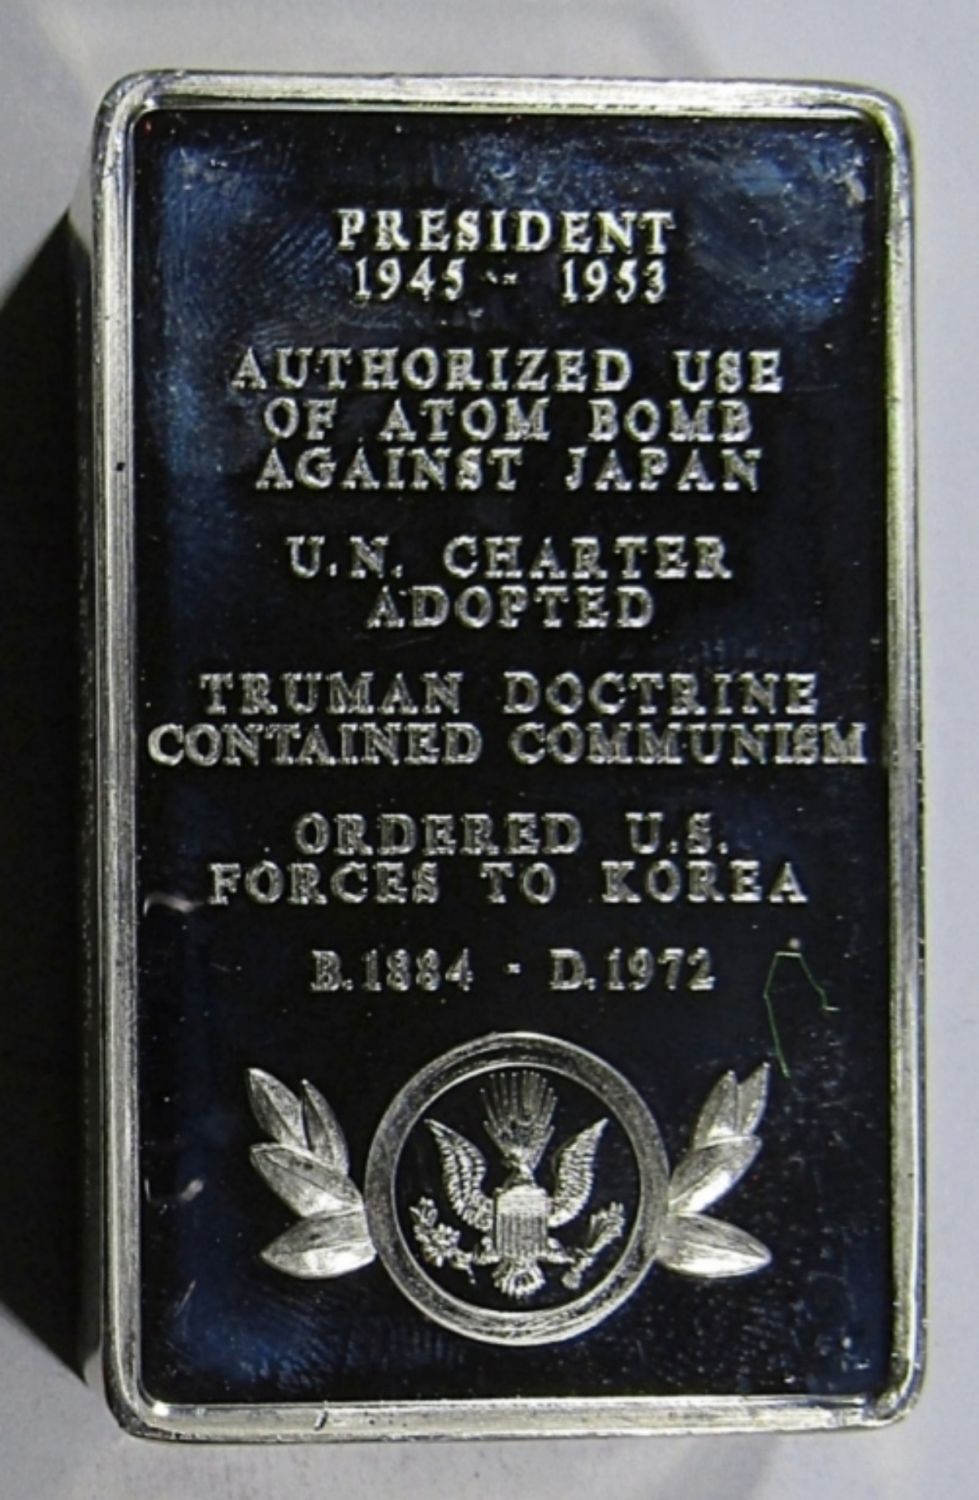 PRESIDENT
1945 - 1953
AUTHORIZED USE
OF ATOM BOMB
AGAINST JAPAN
U.N. CHARTER
ADOPTED
TRUMAN DOCTRINE
CONTAINED COMMUNISM
ORDERED U.S.
FORCES TO KOREA
B.1884 - D.1972